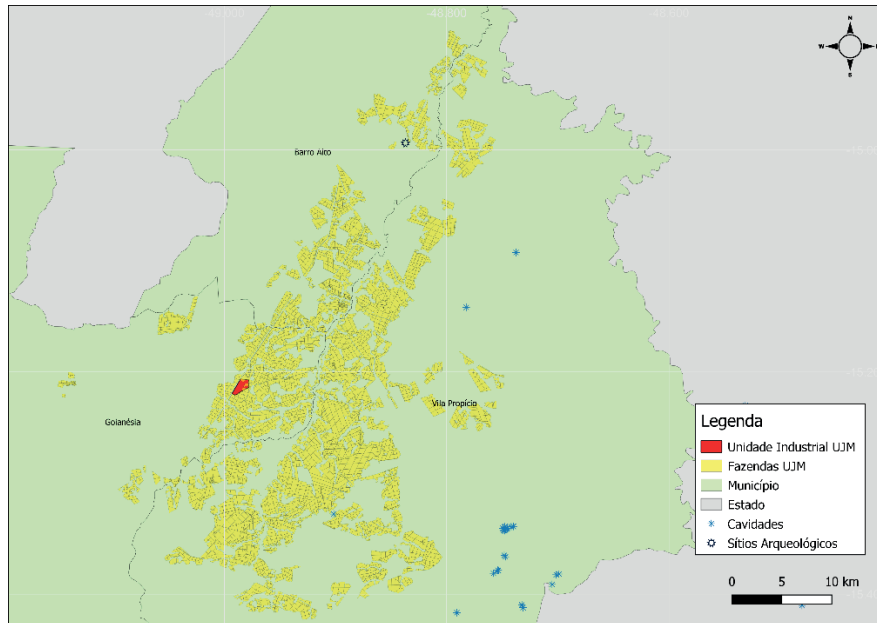 N
W
S
Barro Alto
Goianésia
Vila Propício
Legenda
Unidade Industrial UJM
Fazendas UJM
Município
Estado
Cavidades
Sítios Arqueológicos
0 5 10 km